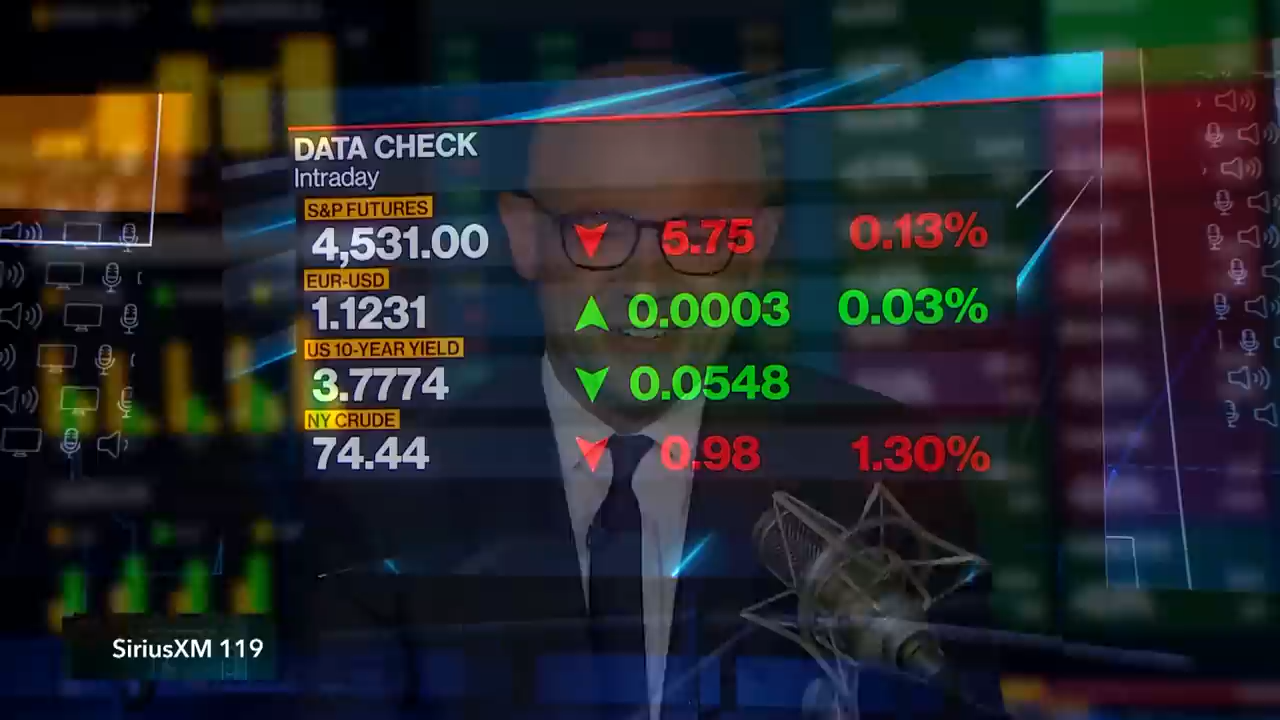 DATA CHECK
Intraday
S&P FUTURES
4,531.00 ▼ 5.75 0.13%
EUR-USD
1.1231 ▲ 0.0003 0.03%
US 10-YEAR YIELD
3.7774 ▼ 0.0548
NY CRUDE
74.44 ▼ 0.98 1.30%
SiriusXM 119